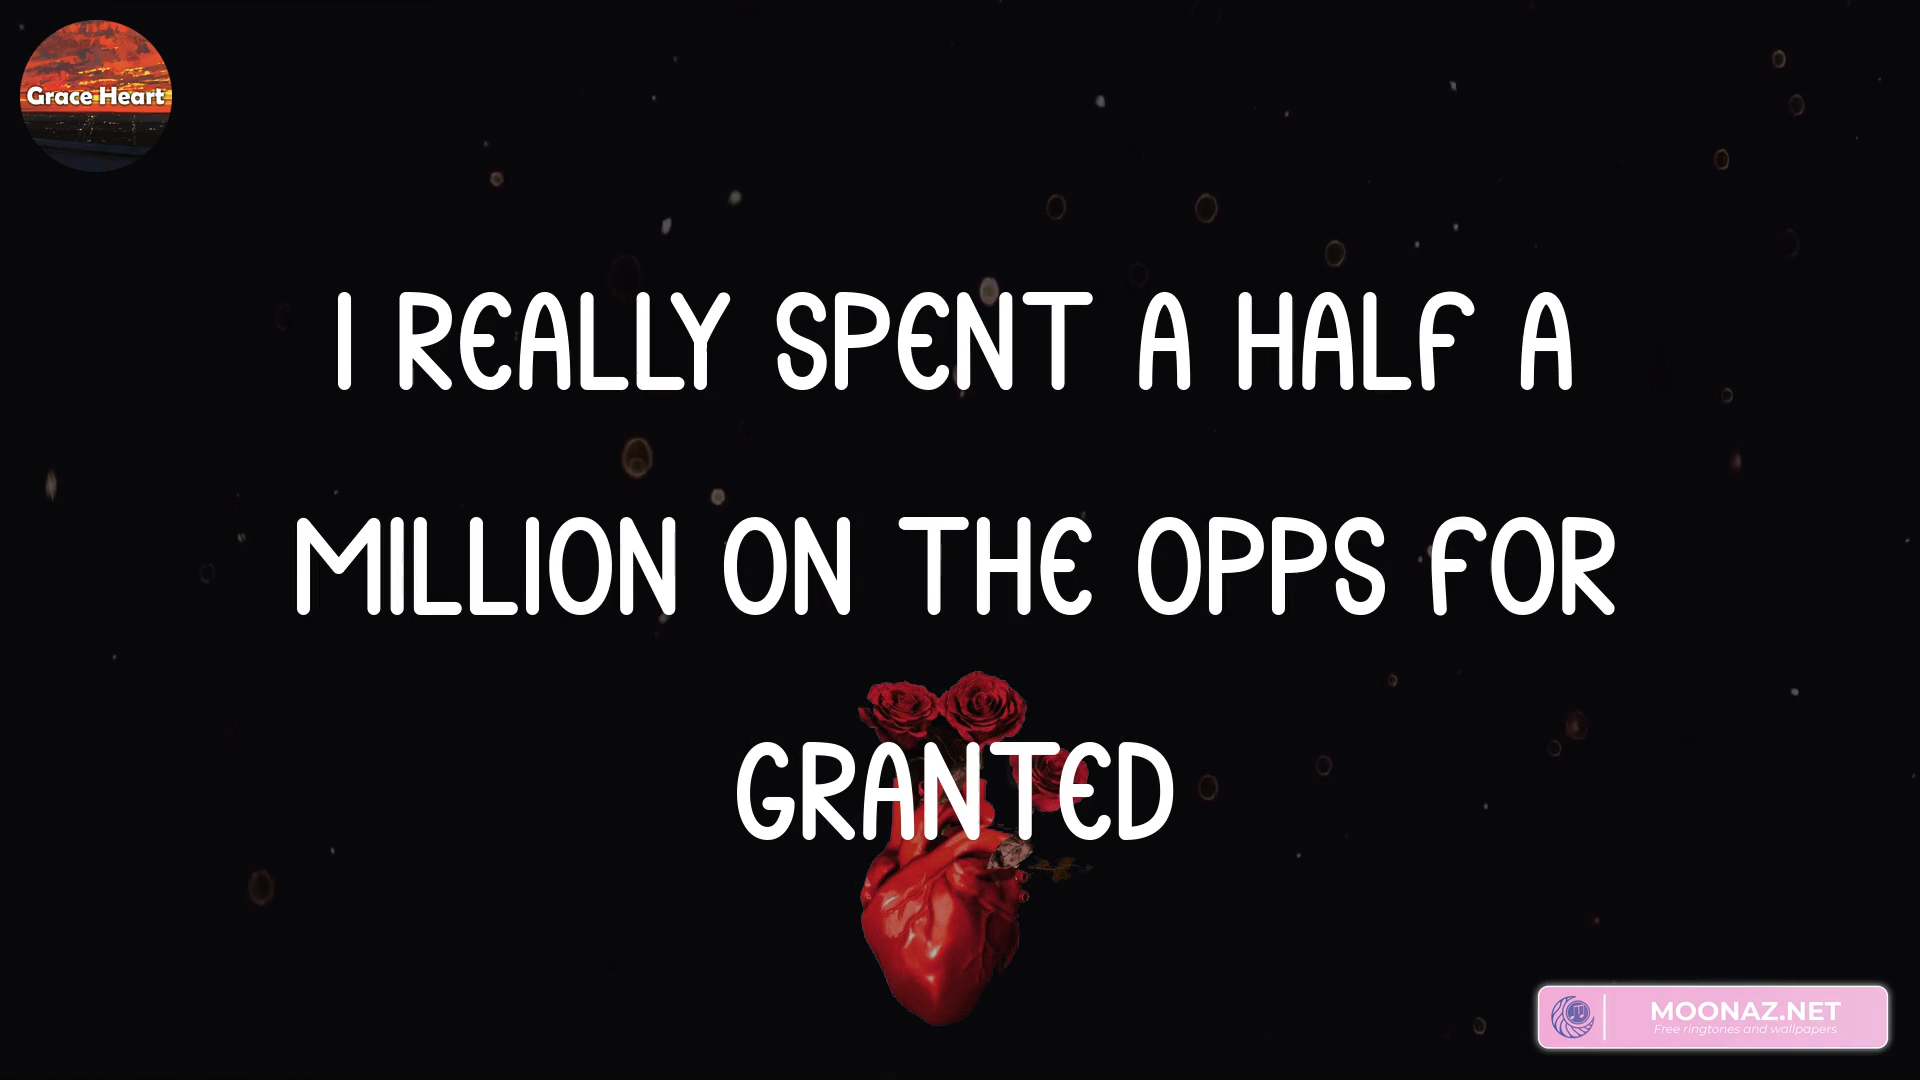 Grace Heart
I REALLY SPENT A HALF A
MILLION ON THE OPPS FOR
GRANTED
MOONAZ.NET
Free ringtones and wallpapers